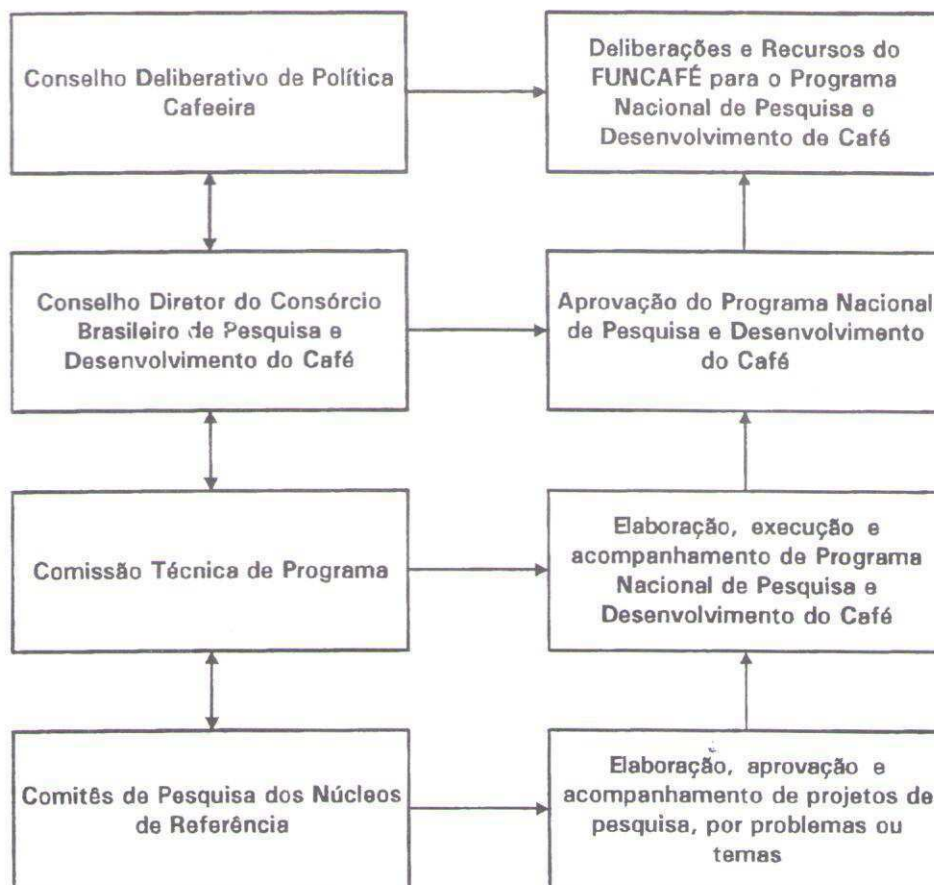 Conselho Deliberativo de Política
Cafeeira
Deliberações e Recursos do
FUNCAFÉ para o Programa
Nacional de Pesquisa e
Desenvolvimento de Café
Conselho Diretor do Consórcio
Brasileiro de Pesquisa e
Desenvolvimento do Café
Aprovação do Programa Nacional
de Pesquisa e Desenvolvimento
do Café
Comissão Técnica de Programa
Elaboração, execução e
acompanhamento de Programa
Nacional de Pesquisa e
Desenvolvimento do Café
Comitês de Pesquisa dos Núcleos
de Referência
Elaboração, aprovação e
acompanhamento de projetos de
pesquisa, por problemas ou
temas